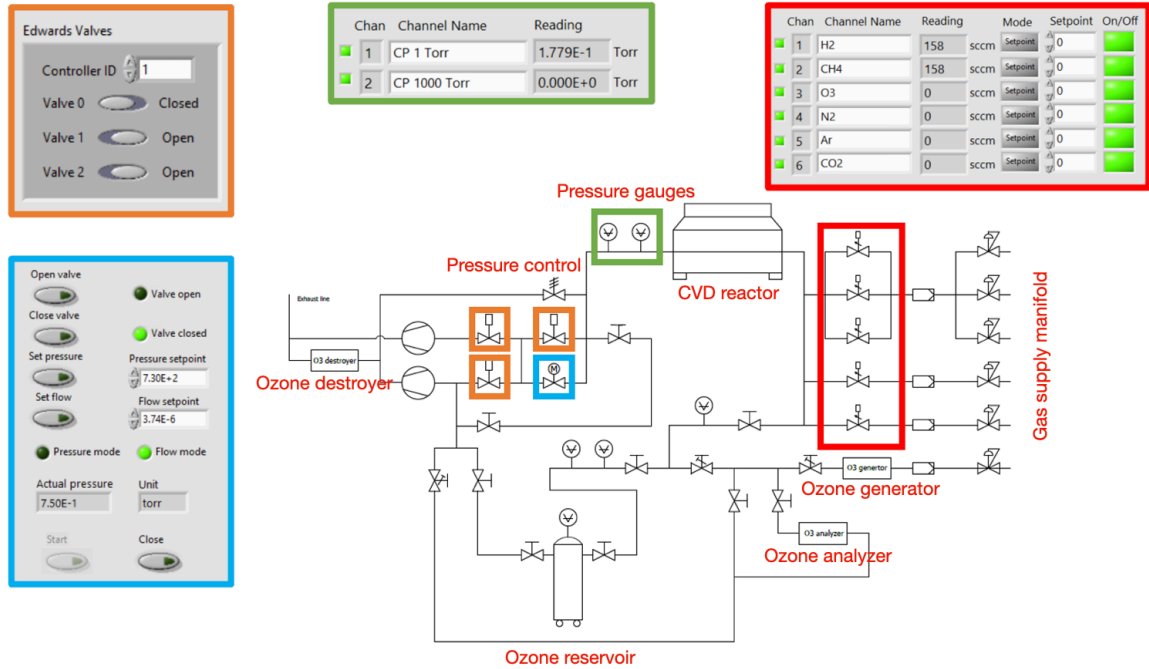 Edwards Valves
Controller ID 1
Valve 0 Closed
Valve 1 Open
Valve 2 Open
Chan Channel Name Reading
1 CP 1 Torr 1.779E-1 Torr
2 CP 1000 Torr 0.000E+0 Torr
Chan Channel Name Reading Mode Setpoint On/Off
1 H2 158 sccm Setpoint 0
2 CH4 158 sccm Setpoint 0
3 O3 0 sccm Setpoint 0
4 N2 0 sccm Setpoint 0
5 Ar 0 sccm Setpoint 0
6 CO2 0 sccm Setpoint 0
Open valve
Valve open
Close valve
Valve closed
Set pressure
Pressure setpoint
7.30E+2
Set flow
Flow setpoint
3.74E-6
Pressure mode Flow mode
Actual pressure Unit
7.50E-1 torr
Start Close
Pressure gauges
Pressure control
CVD reactor
Exhaust line
O3 destroyer
Ozone destroyer
M
Gas supply manifold
O3 genertor
Ozone generator
O3 analyzer
Ozone analyzer
Ozone reservoir